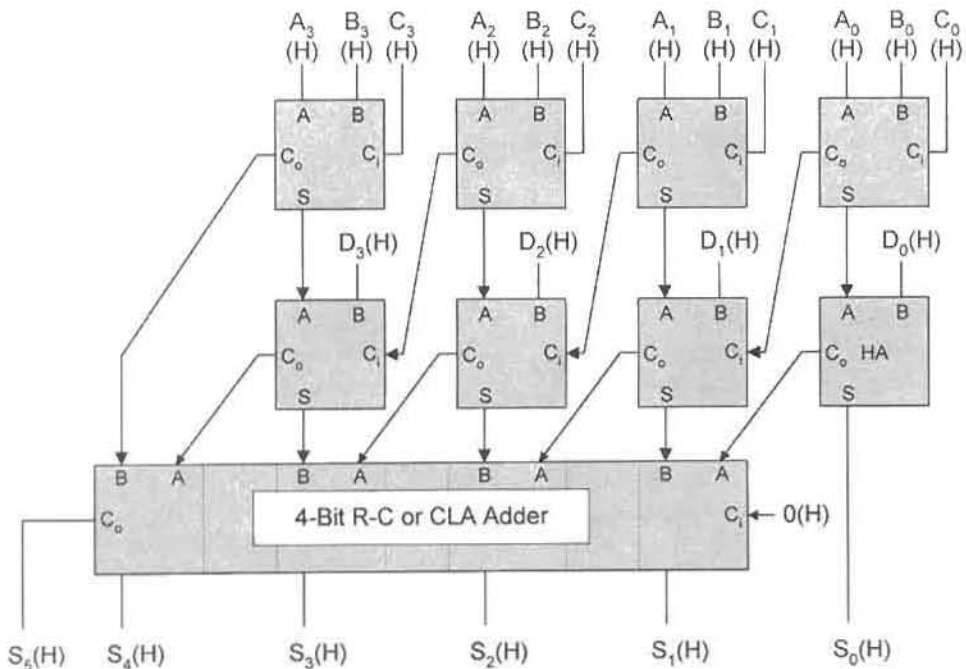 A₃ B₃ C₃ A₂ B₂ C₂ A₁ B₁ C₁ A₀ B₀ C₀
(H) (H) (H) (H) (H) (H) (H) (H) (H) (H) (H) (H)
A B A B A B A B
Cₒ Cᵢ Cₒ Cᵢ Cₒ Cᵢ Cₒ Cᵢ
S S S S
D₃(H) D₂(H) D₁(H) D₀(H)
A B A B A B A B
Cₒ Cᵢ Cₒ Cᵢ Cₒ Cᵢ Cₒ HA
S S S S
B A B A B A B A
Cₒ 4-Bit R-C or CLA Adder Cᵢ 0(H)
S₅(H) S₄(H) S₃(H) S₂(H) S₁(H) S₀(H)